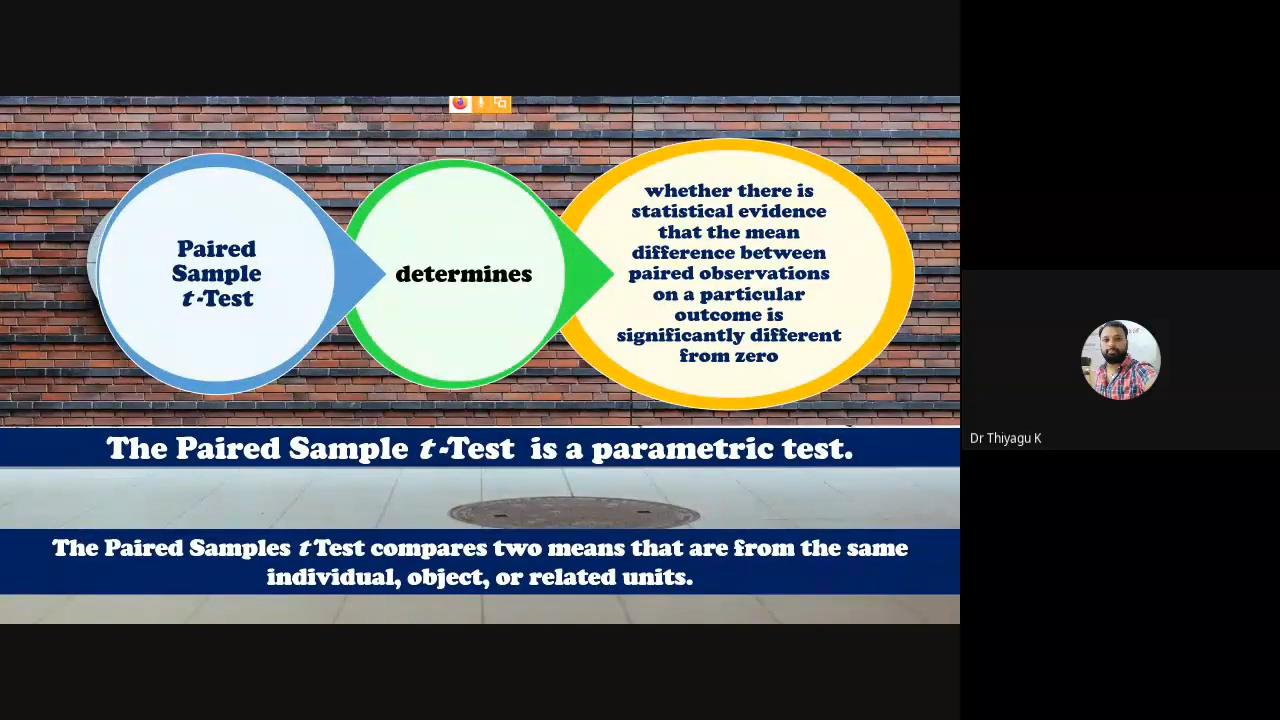 Paired
Sample
t-Test
determines
whether there is
statistical evidence
that the mean
difference between
paired observations
on a particular
outcome is
significantly different
from zero
The Paired Sample t-Test is a parametric test.
The Paired Samples t Test compares two means that are from the same
individual, object, or related units.
Dr Thiyagu K